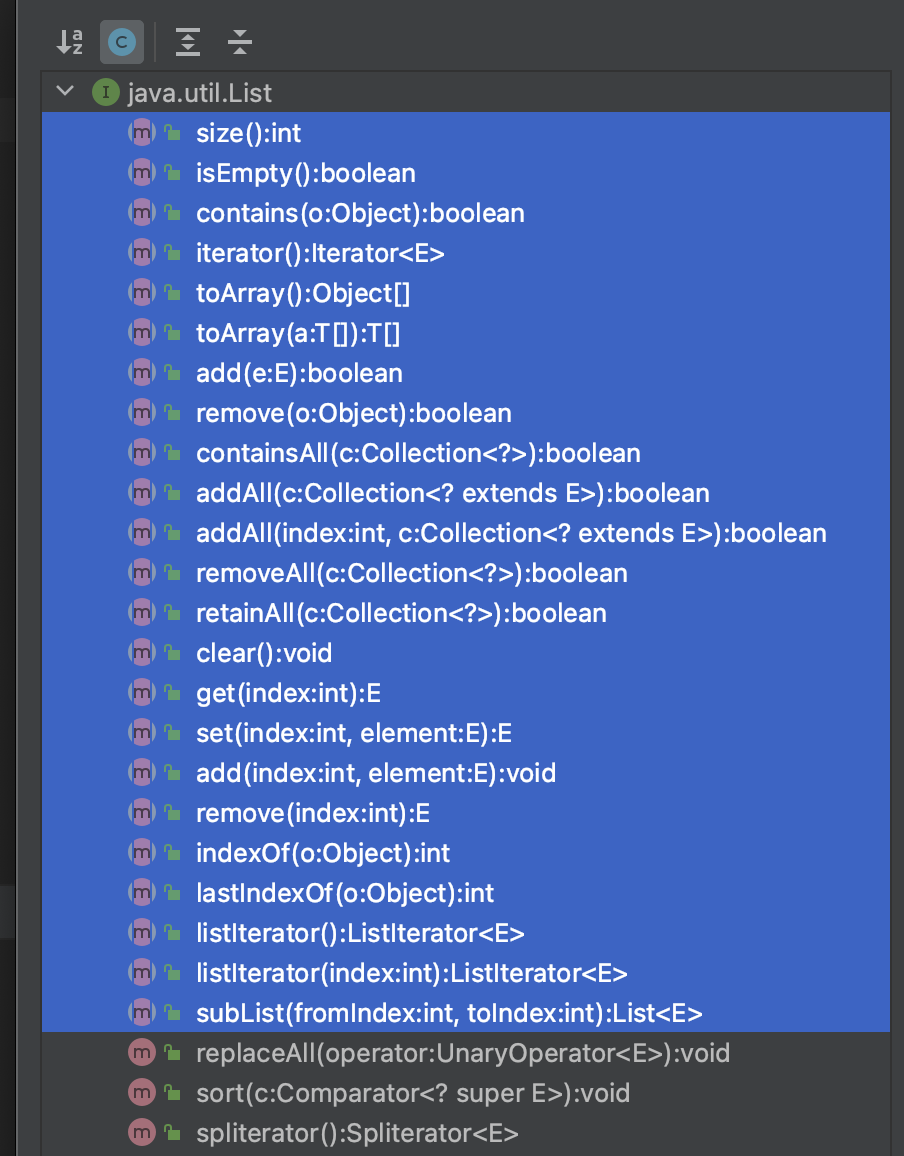 java.util.List
size():int
isEmpty():boolean
contains(o:Object):boolean
iterator():Iterator<E>
toArray():Object[]
toArray(a:T[]):T[]
add(e:E):boolean
remove(o:Object):boolean
containsAll(c:Collection<?>):boolean
addAll(c:Collection<? extends E>):boolean
addAll(index:int, c:Collection<? extends E>):boolean
removeAll(c:Collection<?>):boolean
retainAll(c:Collection<?>):boolean
clear():void
get(index:int):E
set(index:int, element:E):E
add(index:int, element:E):void
remove(index:int):E
indexOf(o:Object):int
lastIndexOf(o:Object):int
listIterator():ListIterator<E>
listIterator(index:int):ListIterator<E>
subList(fromIndex:int, toIndex:int):List<E>
replaceAll(operator:UnaryOperator<E>):void
sort(c:Comparator<? super E>):void
spliterator():Spliterator<E>